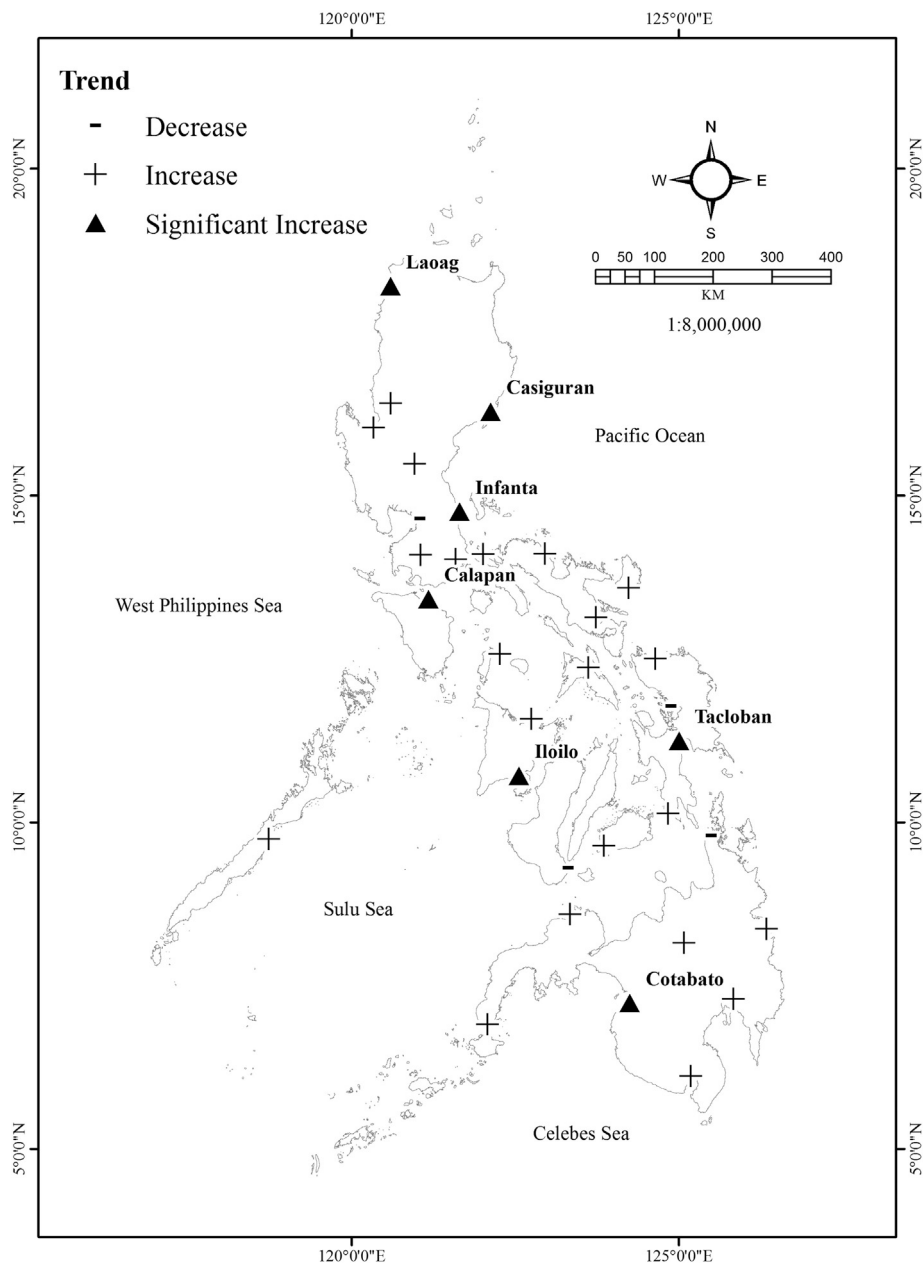 120°0'0"E 125°0'0"E
Trend
Decrease
Increase
Significant Increase
N
W E
S
0 50 100 200 300 400
KM
1:8,000,000
20°0'0"N 20°0'0"N
Laoag
Casiguran
Pacific Ocean
Infanta
15°0'0"N 15°0'0"N
Calapan
West Philippines Sea
Tacloban
Iloilo
10°0'0"N 10°0'0"N
Sulu Sea
Cotabato
Celebes Sea
5°0'0"N 5°0'0"N
120°0'0"E 125°0'0"E